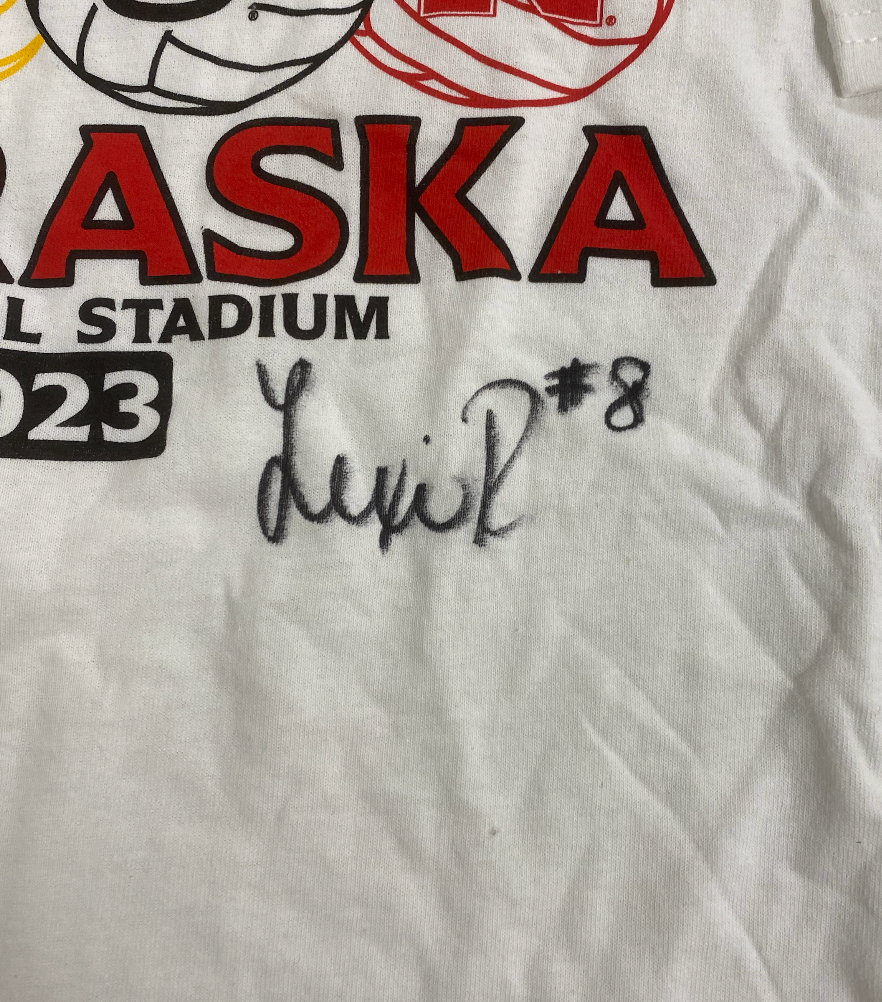 N
RASKA
L STADIUM
023
Lexi R #8